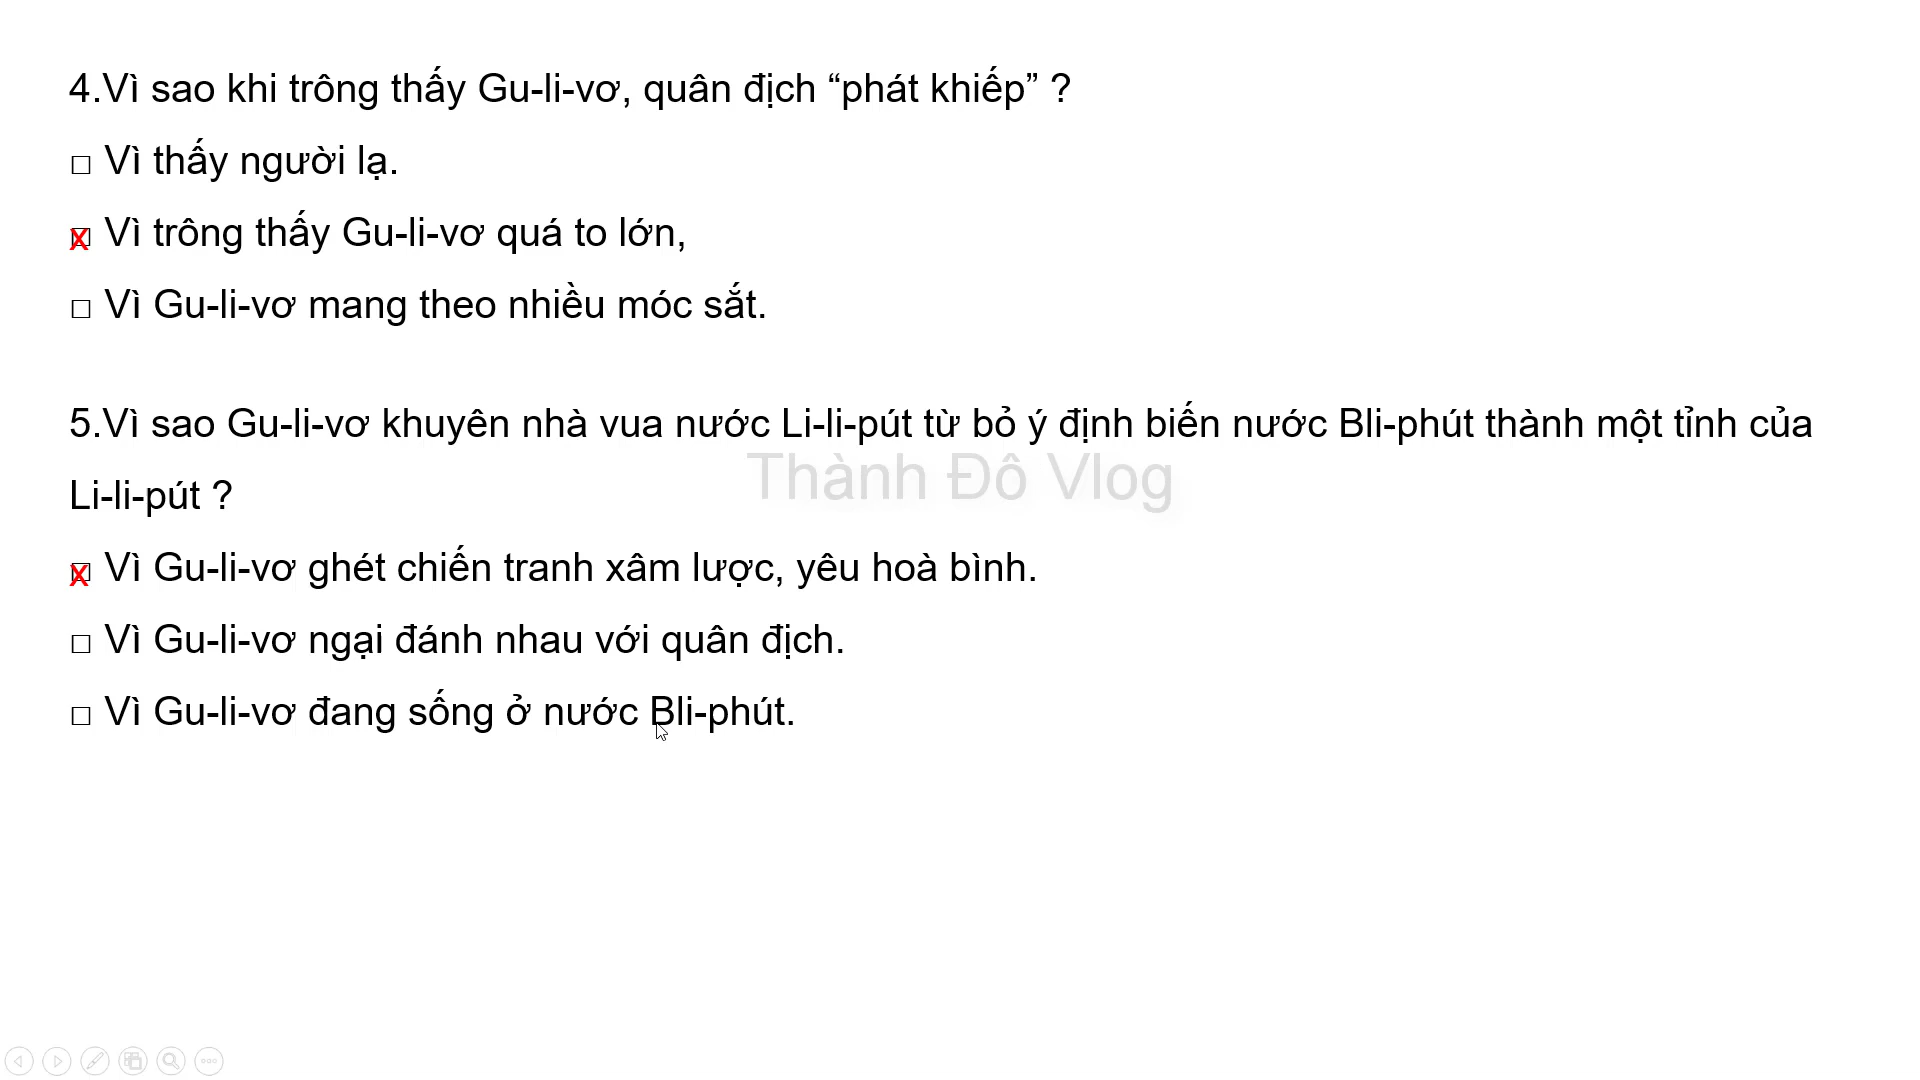 4.Vì sao khi trông thấy Gu-li-vơ, quân địch “phát khiếp” ?
□ Vì thấy người lạ.
x Vì trông thấy Gu-li-vơ quá to lớn,
□ Vì Gu-li-vơ mang theo nhiều móc sắt.
5.Vì sao Gu-li-vơ khuyên nhà vua nước Li-li-pút từ bỏ ý định biến nước Bli-phút thành một tỉnh của
Thành Đô Vlog
Li-li-pút ?
x Vì Gu-li-vơ ghét chiến tranh xâm lược, yêu hoà bình.
□ Vì Gu-li-vơ ngại đánh nhau với quân địch.
□ Vì Gu-li-vơ đang sống ở nước Bli-phút.